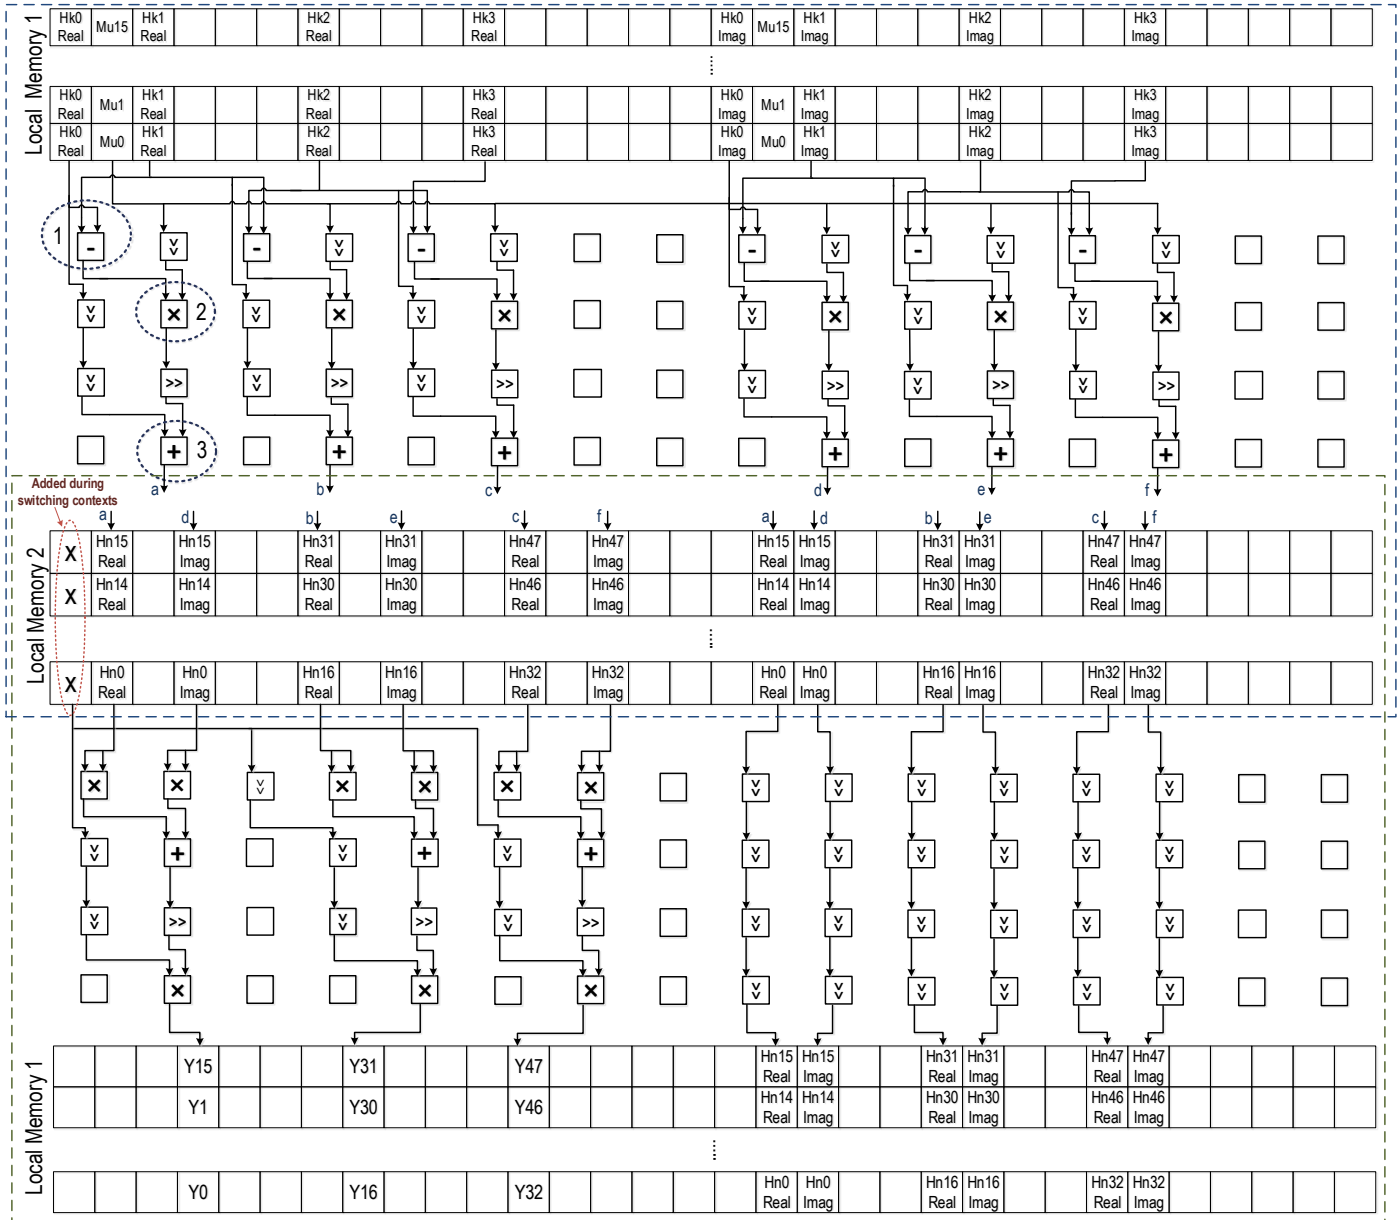 Local Memory 1
Hk0 Real Mu15 Hk1 Real Hk2 Real Hk3 Real Hk0 Imag Mu15 Hk1 Imag Hk2 Imag Hk3 Imag
Hk0 Real Mu1 Hk1 Real Hk2 Real Hk3 Real Hk0 Imag Mu1 Hk1 Imag Hk2 Imag Hk3 Imag
Hk0 Real Mu0 Hk1 Real Hk2 Real Hk3 Real Hk0 Imag Mu0 Hk1 Imag Hk2 Imag Hk3 Imag
1 - >> - >> - >> - >> - >> - >>
>> × 2 >> × >> × >> × >> × >> ×
>> >> >> >> >> >> >> >> >> >> >> >>
+ 3 + + + + +
a b c d e f
Added during
switching contexts
a d b e c f a d b e c f
Local Memory 2
X Hn15 Real Hn15 Imag Hn31 Real Hn31 Imag Hn47 Real Hn47 Imag Hn15 Real Hn15 Imag Hn31 Real Hn31 Imag Hn47 Real Hn47 Imag
X Hn14 Real Hn14 Imag Hn30 Real Hn30 Imag Hn46 Real Hn46 Imag Hn14 Real Hn14 Imag Hn30 Real Hn30 Imag Hn46 Real Hn46 Imag
X Hn0 Real Hn0 Imag Hn16 Real Hn16 Imag Hn32 Real Hn32 Imag Hn0 Real Hn0 Imag Hn16 Real Hn16 Imag Hn32 Real Hn32 Imag
× × >> × × × × >> >> >> >> >> >>
>> + >> + >> + >> >> >> >> >> >>
>> >> >> >> >> >> >> >> >> >> >> >>
× × × >> >> >> >> >> >>
Local Memory 1
Y15 Y31 Y47 Hn15 Real Hn15 Imag Hn31 Real Hn31 Imag Hn47 Real Hn47 Imag
Y1 Y30 Y46 Hn14 Real Hn14 Imag Hn30 Real Hn30 Imag Hn46 Real Hn46 Imag
Y0 Y16 Y32 Hn0 Real Hn0 Imag Hn16 Real Hn16 Imag Hn32 Real Hn32 Imag